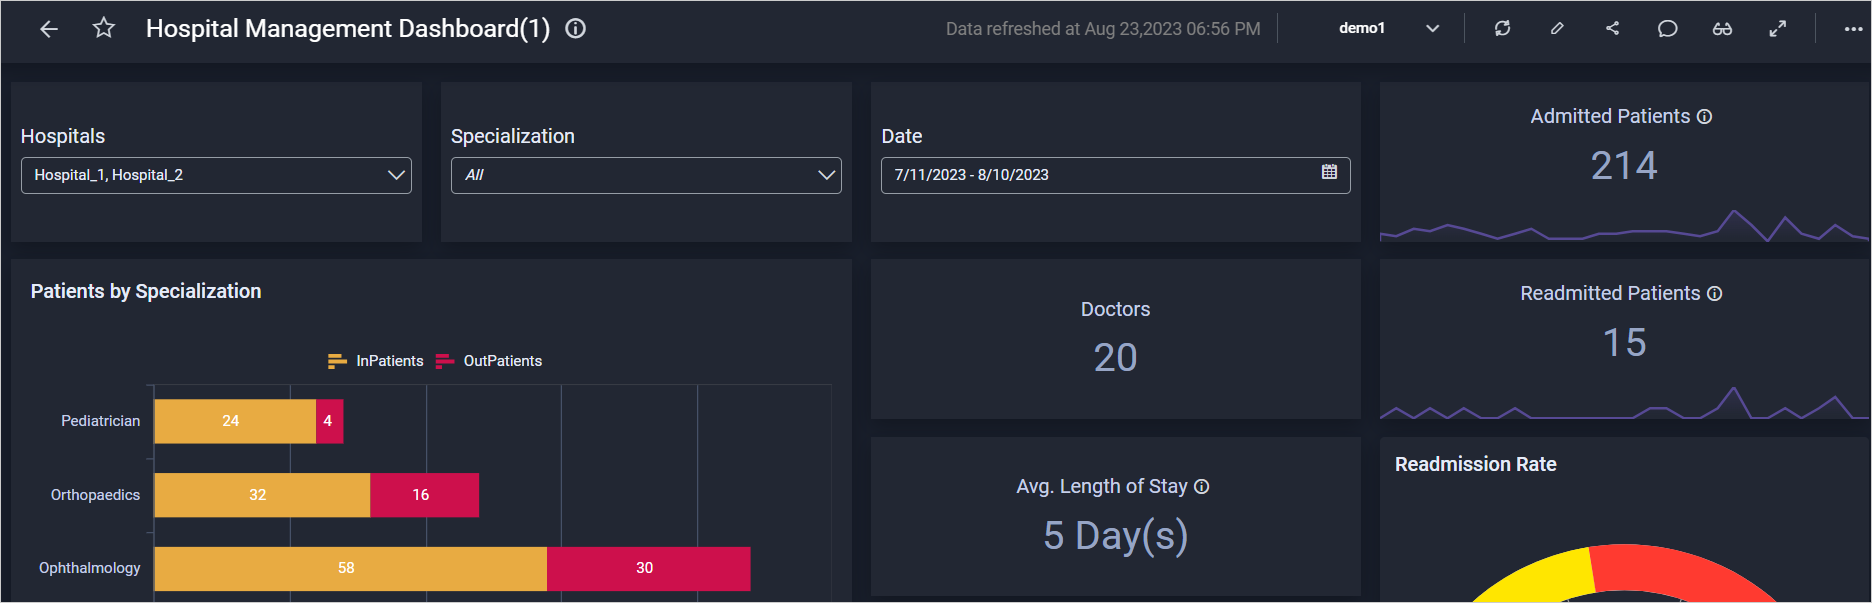 Hospital Management Dashboard(1)
Data refreshed at Aug 23,2023 06:56 PM
demo1
Hospitals
Hospital_1, Hospital_2
Specialization
All
Date
7/11/2023 - 8/10/2023
Admitted Patients
214
Patients by Specialization
InPatients
OutPatients
Pediatrician
24
4
Orthopaedics
32
16
Ophthalmology
58
30
Doctors
20
Avg. Length of Stay
5 Day(s)
Readmitted Patients
15
Readmission Rate